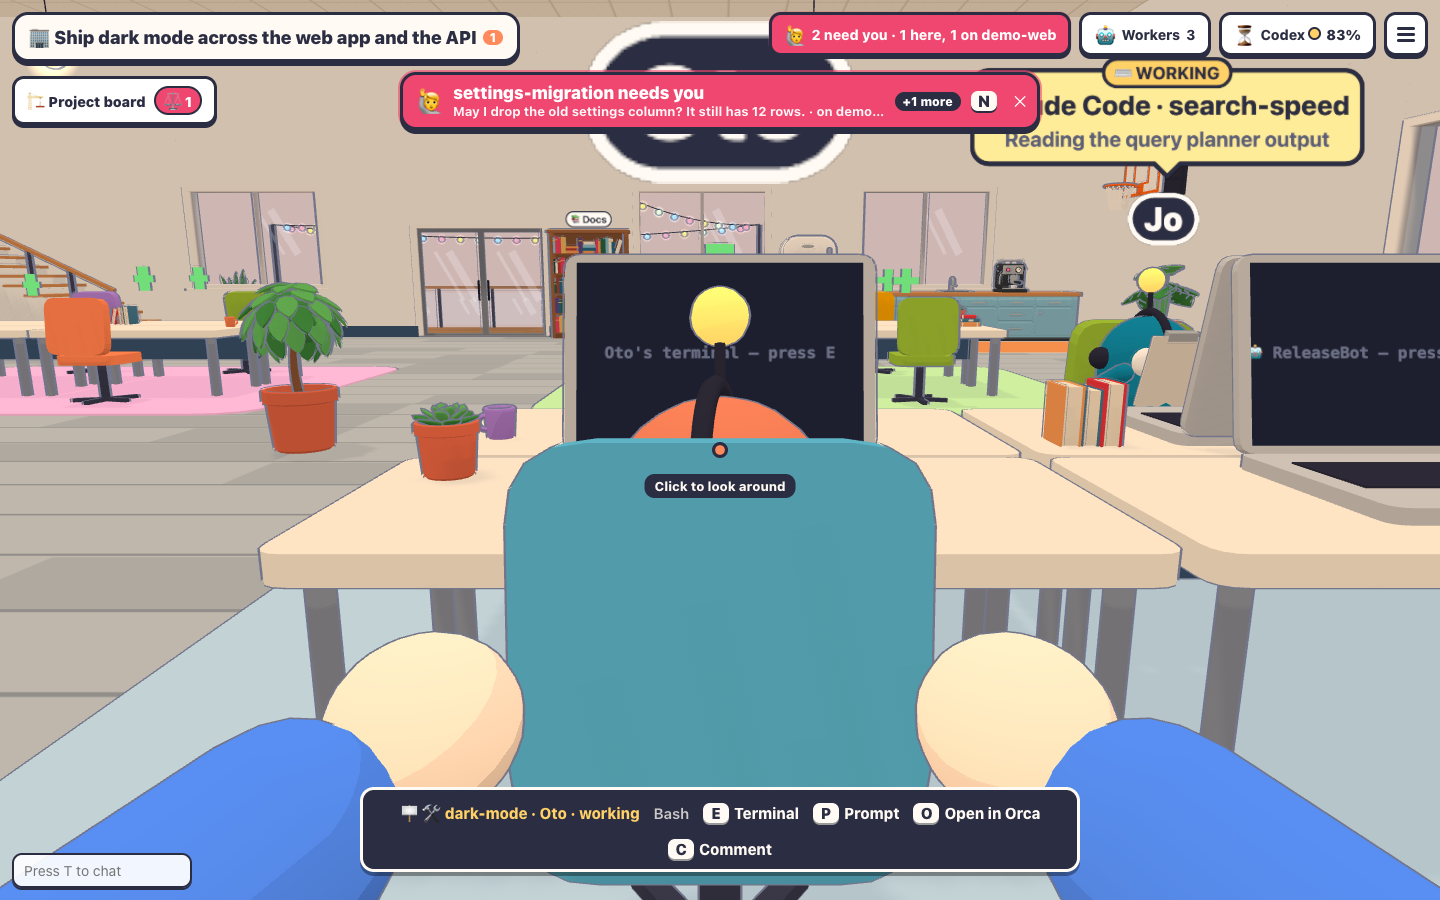 Ship dark mode across the web app and the API 1
2 need you · 1 here, 1 on demo-web
Workers 3
Codex 83%
Project board 1
settings-migration needs you
May I drop the old settings column? It still has 12 rows. · on demo...
+1 more
N
WORKING
de Code · search-speed
Reading the query planner output
Jo
Docs
Oto's terminal — press E
ReleaseBot — press
Click to look around
dark-mode · Oto · working Bash E Terminal P Prompt O Open in Orca
C Comment
Press T to chat